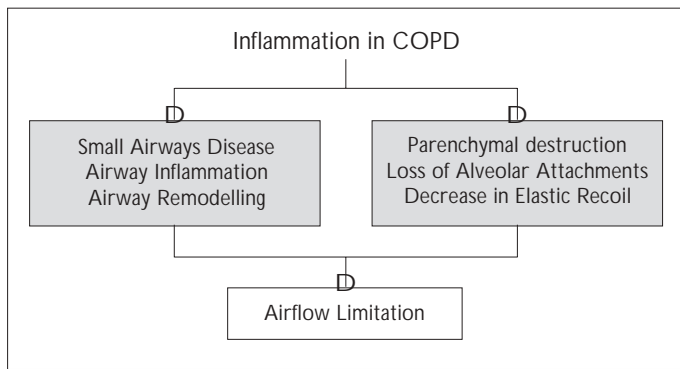 Inflammation in COPD
D
D
Small Airways Disease
Airway Inflammation
Airway Remodelling
Parenchymal destruction
Loss of Alveolar Attachments
Decrease in Elastic Recoil
D
Airflow Limitation